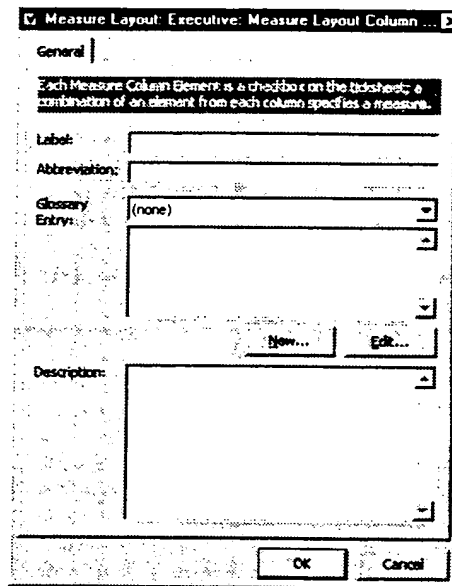 Measure Layout: Executive: Measure Layout Column ...
General
Each Measure Column Element is a checkbox on the ticksheet; a
combination of an element from each column specifies a measure.
Label:
Abbreviation:
Glossary
Entry:
(none)
New...
Edit...
Description:
OK
Cancel